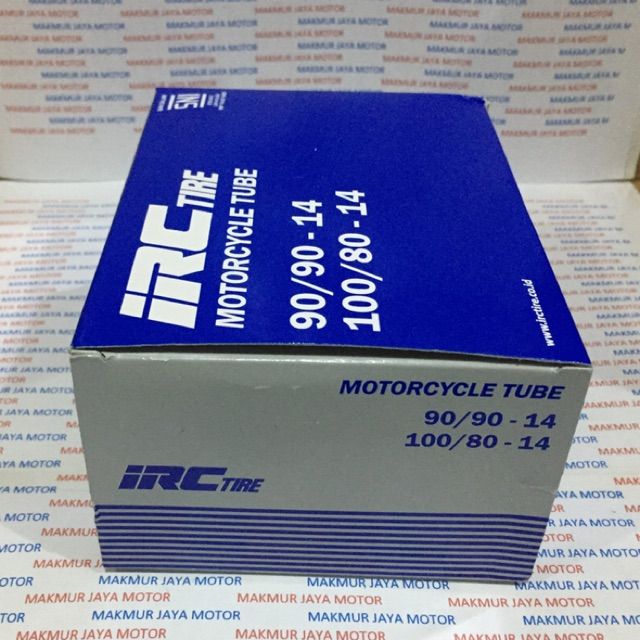 SNI
iRC TIRE
MOTORCYCLE TUBE
90/90 - 14
100/80 - 14
www.irctire.co.id
MOTORCYCLE TUBE
90/90 - 14
100/80 - 14
iRC TIRE
MAKMUR JAYA MOTOR